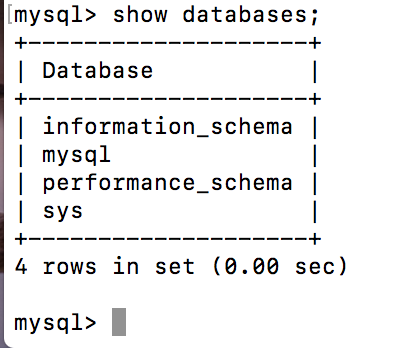 mysql> show databases;
+--------------------+
| Database           |
+--------------------+
| information_schema |
| mysql              |
| performance_schema |
| sys                |
+--------------------+
4 rows in set (0.00 sec)
mysql>